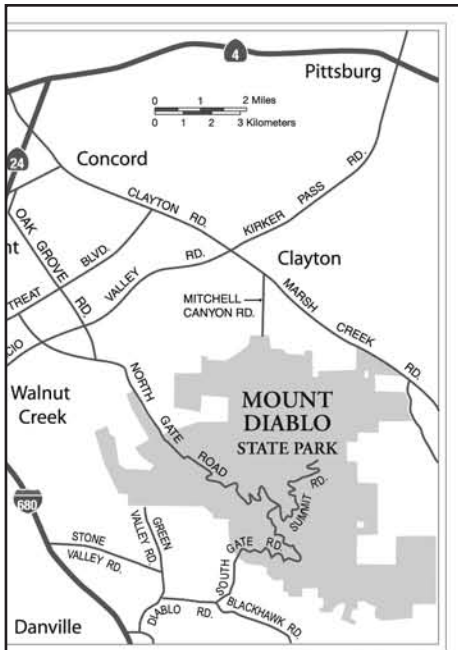 4
Pittsburg
0 1 2 Miles
0 1 2 3 Kilometers
24
Concord
CLAYTON RD.
KIRKER PASS RD.
OAK GROVE RD.
nt
TREAT BLVD.
CIO VALLEY RD.
Clayton
MITCHELL
CANYON RD.
MARSH CREEK RD.
Walnut
Creek
NORTH GATE ROAD
MOUNT
DIABLO
STATE PARK
SUMMIT RD.
680
STONE
VALLEY RD.
GREEN
VALLEY RD.
SOUTH GATE RD.
DIABLO RD.
BLACKHAWK RD.
Danville